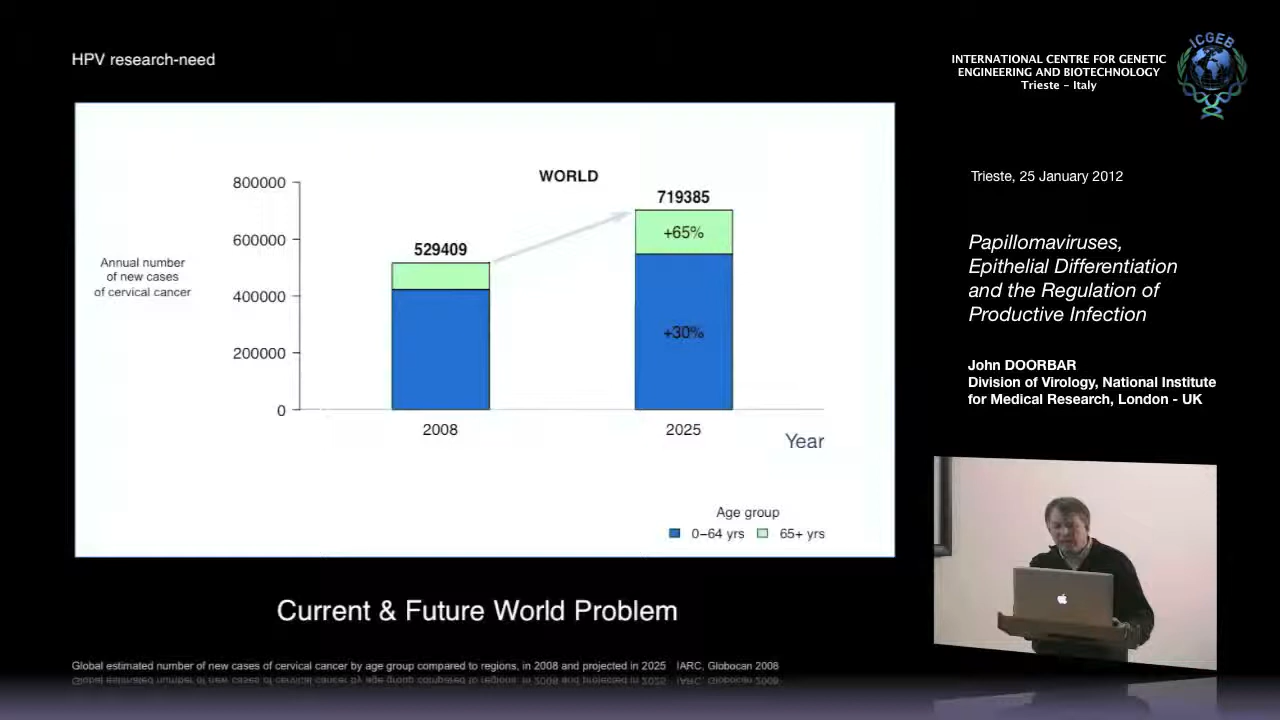 HPV research-need
INTERNATIONAL CENTRE FOR GENETIC
ENGINEERING AND BIOTECHNOLOGY
Trieste - Italy
ICGEB
Trieste, 25 January 2012
Papillomaviruses,
Epithelial Differentiation
and the Regulation of
Productive Infection
John DOORBAR
Division of Virology, National Institute
for Medical Research, London - UK
WORLD
Annual number
of new cases
of cervical cancer
800000
600000
400000
200000
0
529409
719385
+65%
+30%
2008
2025
Year
Age group
0–64 yrs
65+ yrs
Current & Future World Problem
Global estimated number of new cases of cervical cancer by age group compared to regions, in 2008 and projected in 2025 IARC, Globocan 2008